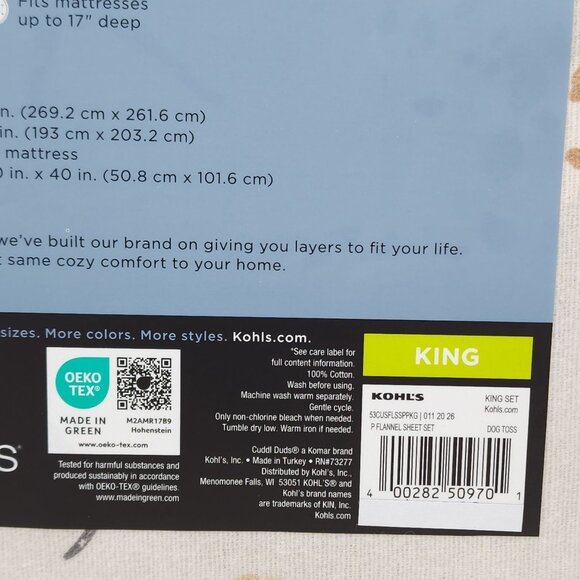 Fits mattresses
up to 17" deep
n. (269.2 cm x 261.6 cm)
in. (193 cm x 203.2 cm)
mattress
0 in. x 40 in. (50.8 cm x 101.6 cm)
we've built our brand on giving you layers to fit your life.
t same cozy comfort to your home.
sizes. More colors. More styles. Kohls.com.
OEKO
TEX®
MADE IN
GREEN
M2AMR17B9
Hohenstein
www.oeko-tex.com
Tested for harmful substances and
produced sustainably in accordance
with OEKO-TEX® guidelines.
www.madeingreen.com
S
*See care label for
full content information.
100% Cotton.
Wash before using.
Machine wash warm separately.
Gentle cycle.
Only non-chlorine bleach when needed.
Tumble dry low. Warm iron if needed.
Cuddl Duds® a Komar brand
Kohl's, Inc. • Made in Turkey • RN#73277
Distributed by Kohl's, Inc.
Menomonee Falls, WI 53051 KOHL'S® and
Kohl's brand names
are trademarks of KIN, Inc.
Kohls.com
KING
KOHL'S
KING SET
Kohls.com
53CUSFLSSPPKG | 011 20 26
P FLANNEL SHEET SET
DOG TOSS
4 00282 50970 1